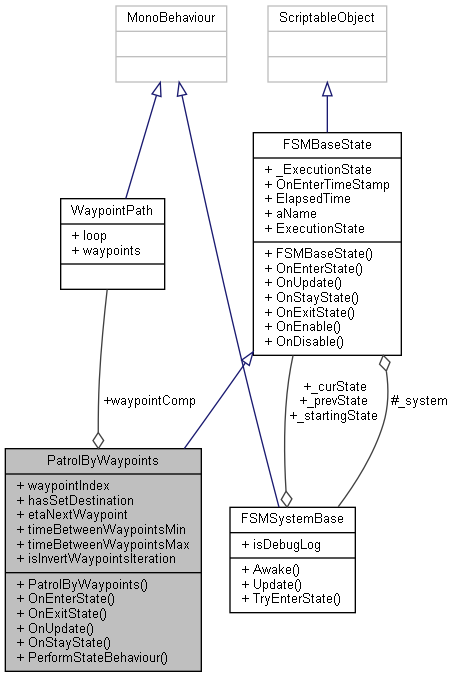 MonoBehaviour
ScriptableObject
FSMBaseState
+ _ExecutionState
+ OnEnterTimeStamp
+ ElapsedTime
+ aName
+ ExecutionState
+ FSMBaseState()
+ OnEnterState()
+ OnUpdate()
+ OnStayState()
+ OnExitState()
+ OnEnable()
+ OnDisable()
WaypointPath
+ loop
+ waypoints
+waypointComp
+_curState
+_prevState
+_startingState
#_system
PatrolByWaypoints
+ waypointIndex
+ hasSetDestination
+ etaNextWaypoint
+ timeBetweenWaypointsMin
+ timeBetweenWaypointsMax
+ isInvertWaypointsIteration
+ PatrolByWaypoints()
+ OnEnterState()
+ OnExitState()
+ OnUpdate()
+ OnStayState()
+ PerformStateBehaviour()
FSMSystemBase
+ isDebugLog
+ Awake()
+ Update()
+ TryEnterState()